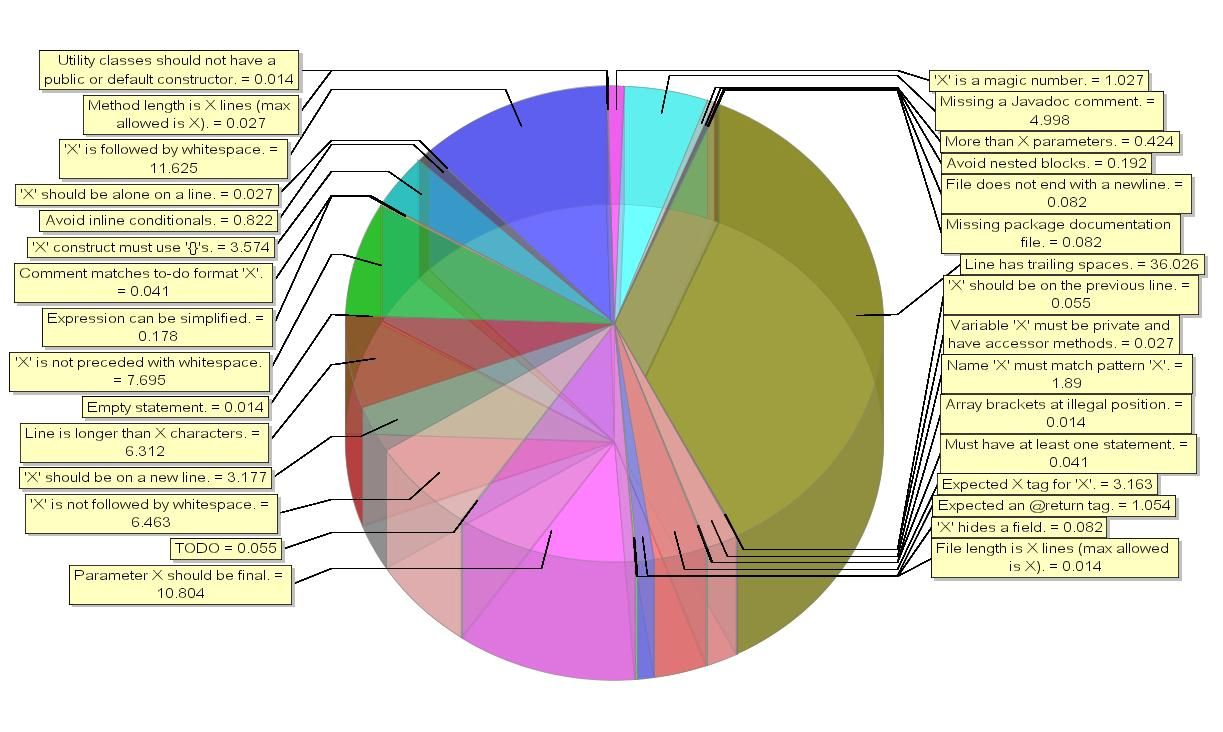 Utility classes should not have a
public or default constructor. = 0.014
Method length is X lines (max
allowed is X). = 0.027
'X' is followed by whitespace. =
11.625
'X' should be alone on a line. = 0.027
Avoid inline conditionals. = 0.822
'X' construct must use '{}'s. = 3.574
Comment matches to-do format 'X'.
= 0.041
Expression can be simplified. =
0.178
'X' is not preceded with whitespace.
= 7.695
Empty statement. = 0.014
Line is longer than X characters. =
6.312
'X' should be on a new line. = 3.177
'X' is not followed by whitespace. =
6.463
TODO = 0.055
Parameter X should be final. =
10.804
'X' is a magic number. = 1.027
Missing a Javadoc comment. =
4.998
More than X parameters. = 0.424
Avoid nested blocks. = 0.192
File does not end with a newline. =
0.082
Missing package documentation
file. = 0.082
Line has trailing spaces. = 36.026
'X' should be on the previous line. =
0.055
Variable 'X' must be private and
have accessor methods. = 0.027
Name 'X' must match pattern 'X'. =
1.89
Array brackets at illegal position. =
0.014
Must have at least one statement. =
0.041
Expected X tag for 'X'. = 3.163
Expected an @return tag. = 1.054
'X' hides a field. = 0.082
File length is X lines (max allowed
is X). = 0.014